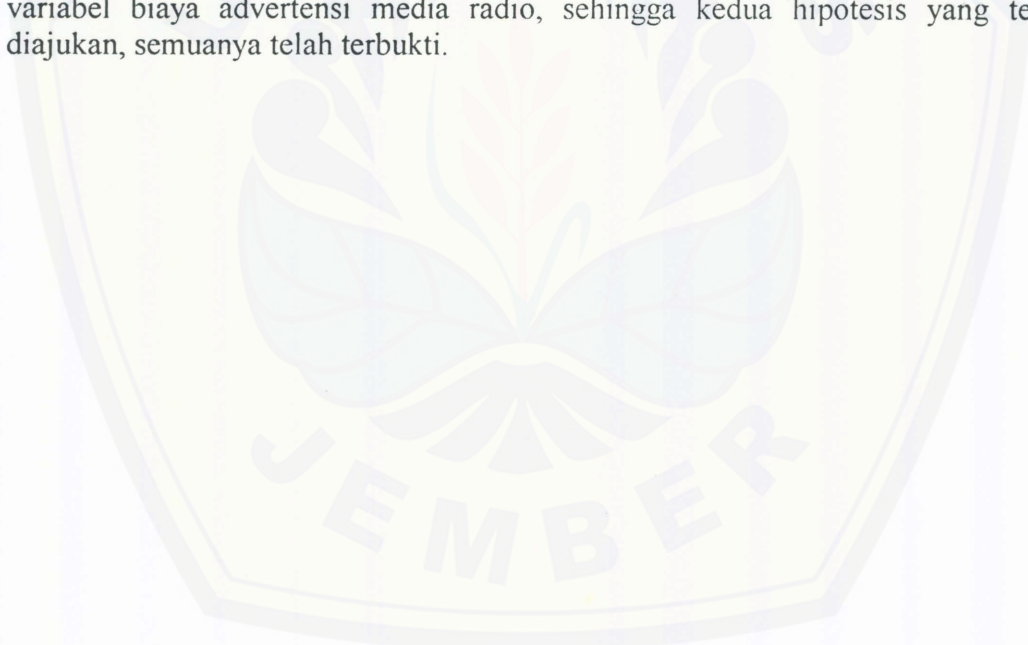 variabel biaya advertensi media radio, sehingga kedua hipotesis yang te
diajukan, semuanya telah terbukti.
JEMBER